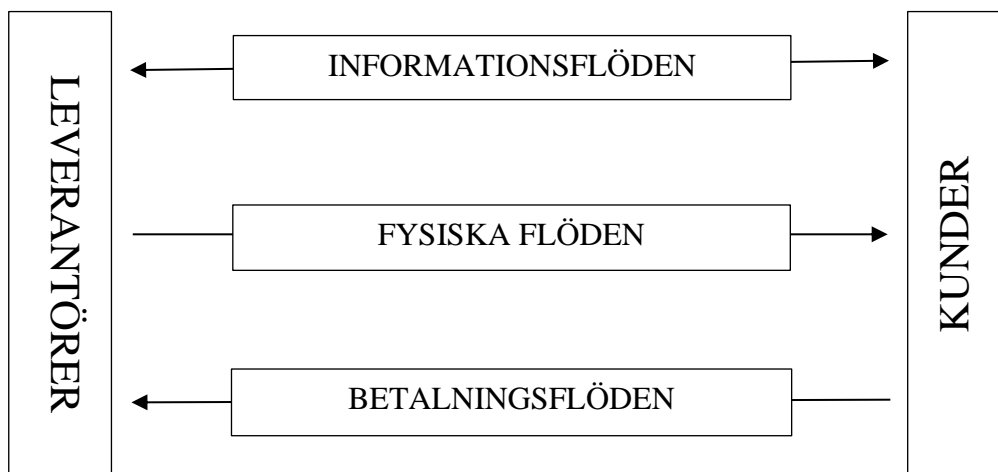 LEVERANTÖRER
INFORMATIONSFLÖDEN
FYSISKA FLÖDEN
BETALNINGSFLÖDEN
KUNDER